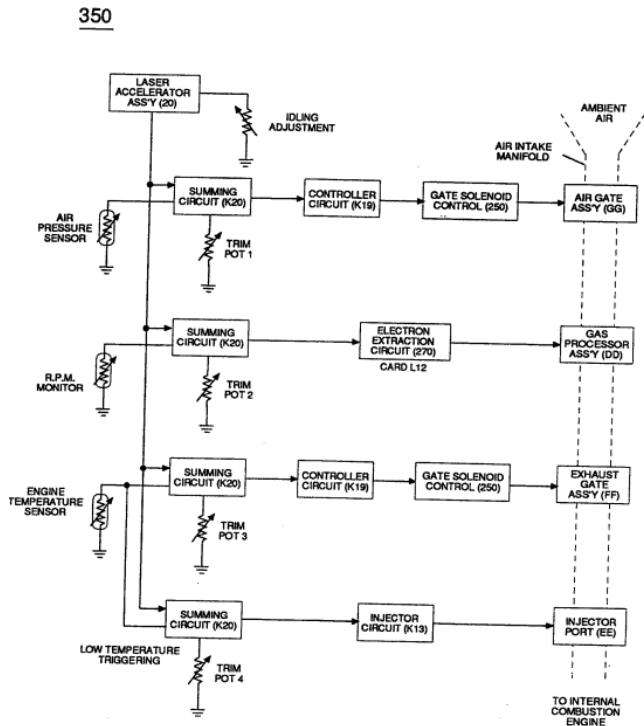 350
LASER
ACCELERATOR
ASS'Y (20)
IDLING
ADJUSTMENT
AMBIENT
AIR
AIR INTAKE
MANIFOLD
SUMMING
CIRCUIT (K20)
CONTROLLER
CIRCUIT (K19)
GATE SOLENOID
CONTROL (250)
AIR GATE
ASS'Y (GG)
AIR
PRESSURE
SENSOR
TRIM
POT 1
SUMMING
CIRCUIT (K20)
ELECTRON
EXTRACTION
CIRCUIT (270)
CARD L12
GAS
PROCESSOR
ASS'Y (DD)
R.P.M.
MONITOR
TRIM
POT 2
SUMMING
CIRCUIT (K20)
CONTROLLER
CIRCUIT (K19)
GATE SOLENOID
CONTROL (250)
EXHAUST
GATE
ASS'Y (FF)
ENGINE
TEMPERATURE
SENSOR
TRIM
POT 3
SUMMING
CIRCUIT (K20)
INJECTOR
CIRCUIT (K13)
INJECTOR
PORT (EE)
LOW TEMPERATURE
TRIGGERING
TRIM
POT 4
TO INTERNAL
COMBUSTION
ENGINE